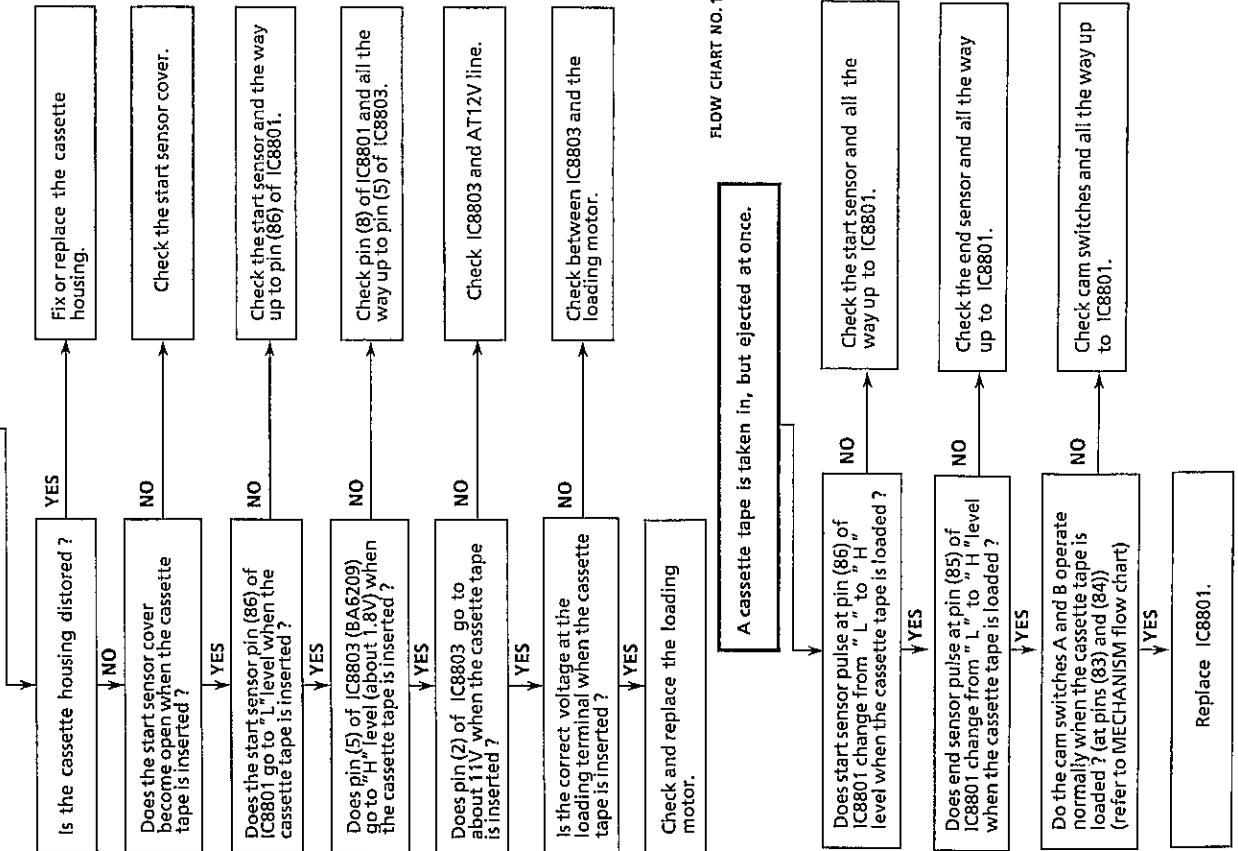 Is the cassette housing distored ?
YES
Fix or replace the cassette
housing.
NO
Does the start sensor cover
become open when the cassette
tape is inserted ?
NO
Check the start sensor cover.
YES
Does the start sensor pin (86) of
IC8801 go to "L" level when the
cassette tape is inserted ?
NO
Check the start sensor and the way
up to pin (86) of IC8801.
YES
Does pin (5) of IC8803 (BA6209)
go to "H" level (about 1.8V) when
the cassette tape is inserted ?
NO
Check pin (8) of IC8801 and all the
way up to pin (5) of IC8803.
YES
Does pin (2) of IC8803 go to
about 11V when the cassette tape
is inserted ?
NO
Check IC8803 and AT12V line.
YES
Is the correct voltage at the
loading terminal when the cassette
tape is inserted ?
NO
Check between IC8803 and the
loading motor.
YES
Check and replace the loading
motor.
FLOW CHART NO.1
A cassette tape is taken in, but ejected at once.
Does start sensor pulse at pin (86) of
IC8801 change from "L" to "H"
level when the cassette tape is loaded ?
NO
Check the start sensor and all the
way up to IC8801.
YES
Does end sensor pulse at pin (85) of
IC8801 change from "L" to "H" level
when the cassette tape is loaded ?
NO
Check the end sensor and all the way
up to IC8801.
YES
Do the cam switches A and B operate
normally when the cassette tape is
loaded ? (at pins (83) and (84))
(refer to MECHANISM flow chart)
NO
Check cam switches and all the way up
to IC8801.
YES
Replace IC8801.